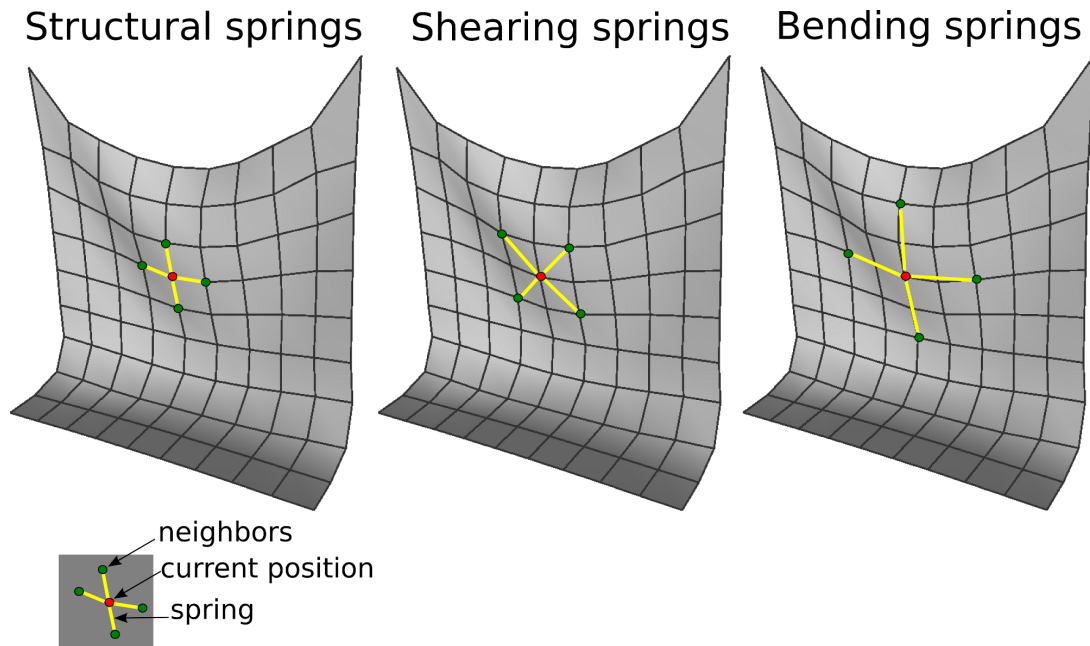 Structural springs
Shearing springs
Bending springs
neighbors
current position
spring